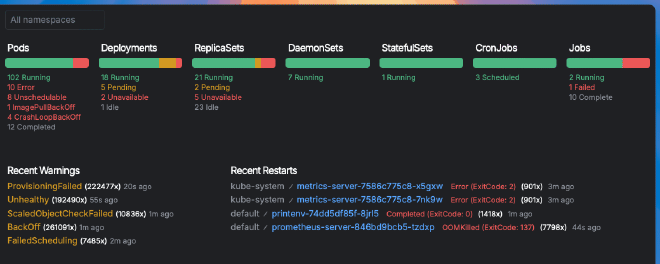 All namespaces
Pods
102 Running
10 Error
8 Unschedulable
1 ImagePullBackOff
4 CrashLoopBackOff
12 Completed
Deployments
18 Running
5 Pending
2 Unavailable
1 Idle
ReplicaSets
21 Running
2 Pending
5 Unavailable
23 Idle
DaemonSets
7 Running
StatefulSets
1 Running
CronJobs
3 Scheduled
Jobs
2 Running
1 Failed
10 Complete
Recent Warnings
ProvisioningFailed (222477x) 20s ago
Unhealthy (192490x) 55s ago
ScaledObjectCheckFailed (10836x) 1m ago
BackOff (261091x) 1m ago
FailedScheduling (7485x) 2m ago
Recent Restarts
kube-system / metrics-server-7586c775c8-x5gxw Error (ExitCode: 2) (901x) 3m ago
kube-system / metrics-server-7586c775c8-7nk9w Error (ExitCode: 2) (901x) 3m ago
default / printenv-74dd5df85f-8jrl5 Completed (ExitCode: 0) (1418x) 1m ago
default / prometheus-server-846bd9bcb5-tzdxp OOMKilled (ExitCode: 137) (7798x) 44s ago